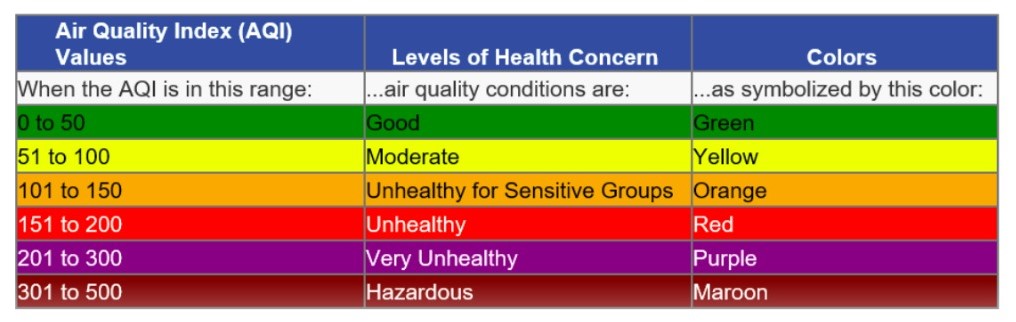 Air Quality Index (AQI)
Values
Levels of Health Concern
Colors
When the AQI is in this range:
...air quality conditions are:
...as symbolized by this color:
0 to 50
Good
Green
51 to 100
Moderate
Yellow
101 to 150
Unhealthy for Sensitive Groups
Orange
151 to 200
Unhealthy
Red
201 to 300
Very Unhealthy
Purple
301 to 500
Hazardous
Maroon